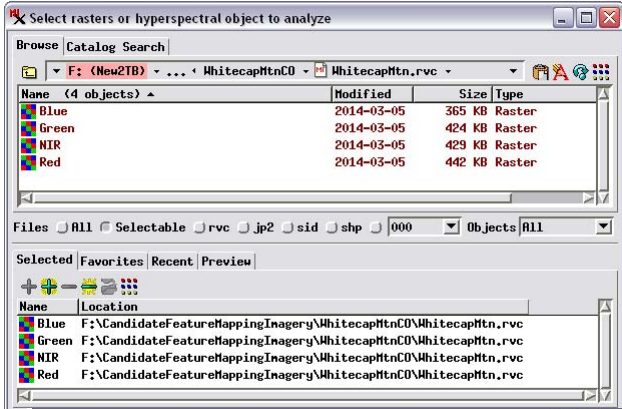 Select rasters or hyperspectral object to analyze
Browse Catalog Search
F: (New2TB) ... WhitecapMtnCO WhitecapMtn.rvc
Name (4 objects) Modified Size Type
Blue 2014-03-05 365 KB Raster
Green 2014-03-05 424 KB Raster
NIR 2014-03-05 429 KB Raster
Red 2014-03-05 442 KB Raster
Files All Selectable rvc jp2 sid shp 000 Objects All
Selected Favorites Recent Preview
Name Location
Blue F:\CandidateFeatureMappingImagery\WhitecapMtnCO\WhitecapMtn.rvc
Green F:\CandidateFeatureMappingImagery\WhitecapMtnCO\WhitecapMtn.rvc
NIR F:\CandidateFeatureMappingImagery\WhitecapMtnCO\WhitecapMtn.rvc
Red F:\CandidateFeatureMappingImagery\WhitecapMtnCO\WhitecapMtn.rvc